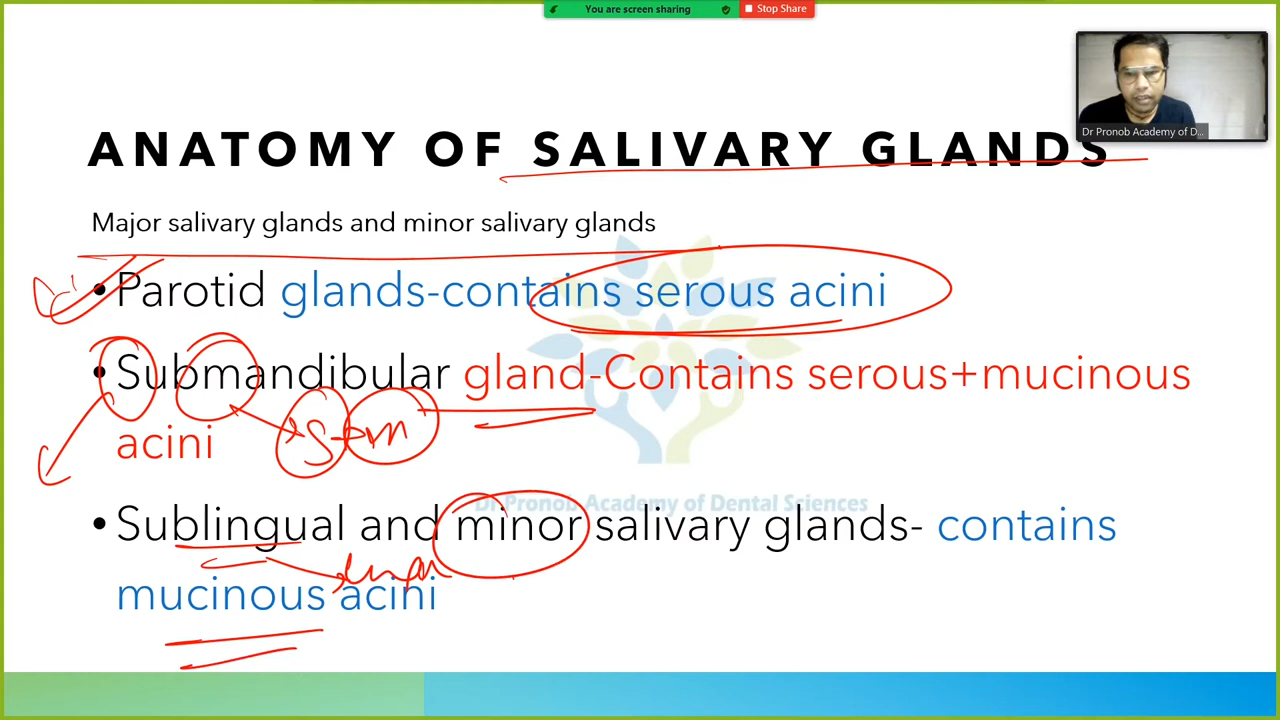 You are screen sharing
Stop Share
Dr Pronob Academy of D...
ANATOMY OF SALIVARY GLANDS
Major salivary glands and minor salivary glands
• Parotid glands-contains serous acini
• Submandibular gland-Contains serous+mucinous
acini
S+m
• Sublingual and minor salivary glands- contains
mucinous acini
Dr Pronob Academy of Dental Sciences